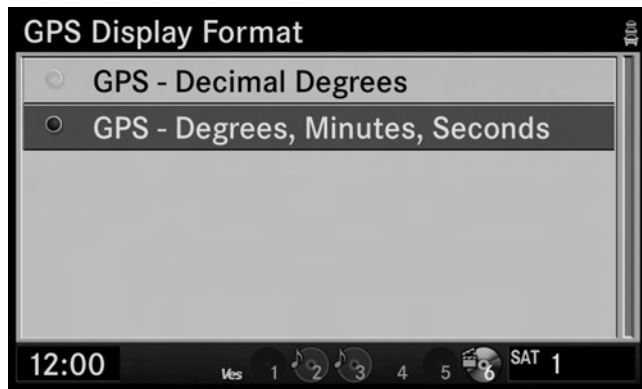 GPS Display Format
GPS - Decimal Degrees
GPS - Degrees, Minutes, Seconds
12:00 Ves 1 2 3 4 5 6 SAT 1